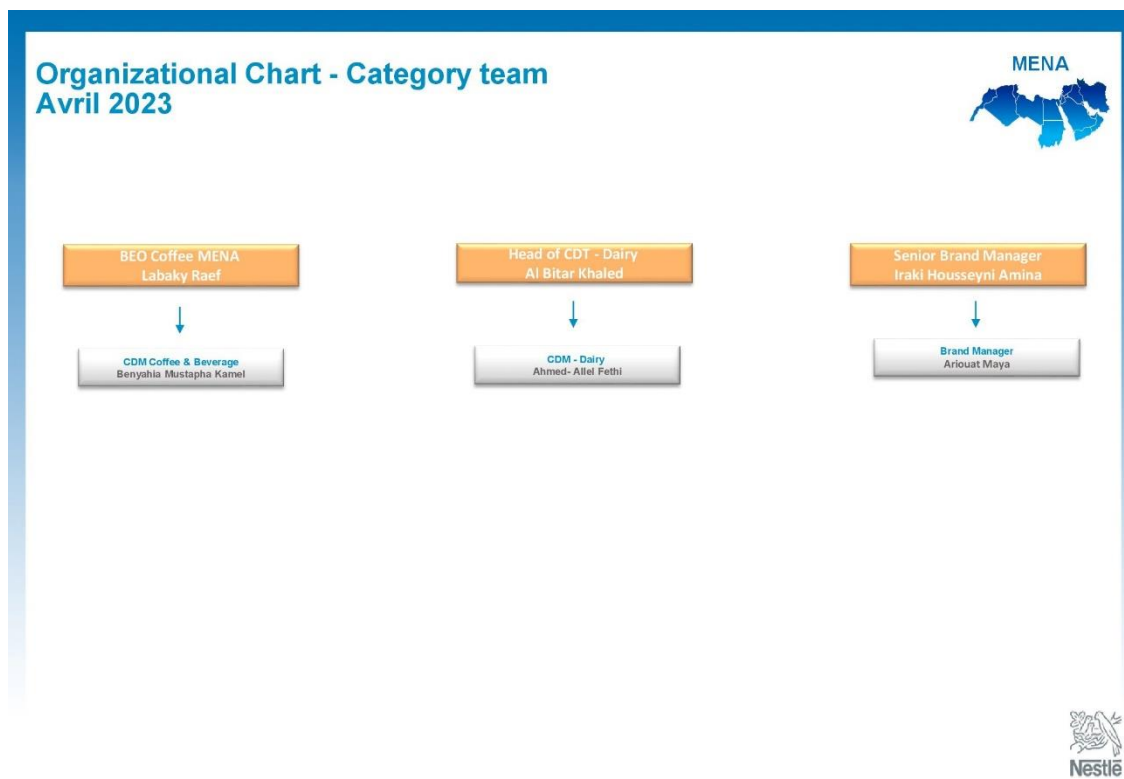 Organizational Chart - Category team
Avril 2023
MENA
BEO Coffee MENA
Labaky Raef
CDM Coffee & Beverage
Benyahia Mustapha Kamel
Head of CDT - Dairy
Al Bitar Khaled
CDM - Dairy
Ahmed- Allel Fethi
Senior Brand Manager
Iraki Housseyni Amina
Brand Manager
Ariouat Maya
Nestlé